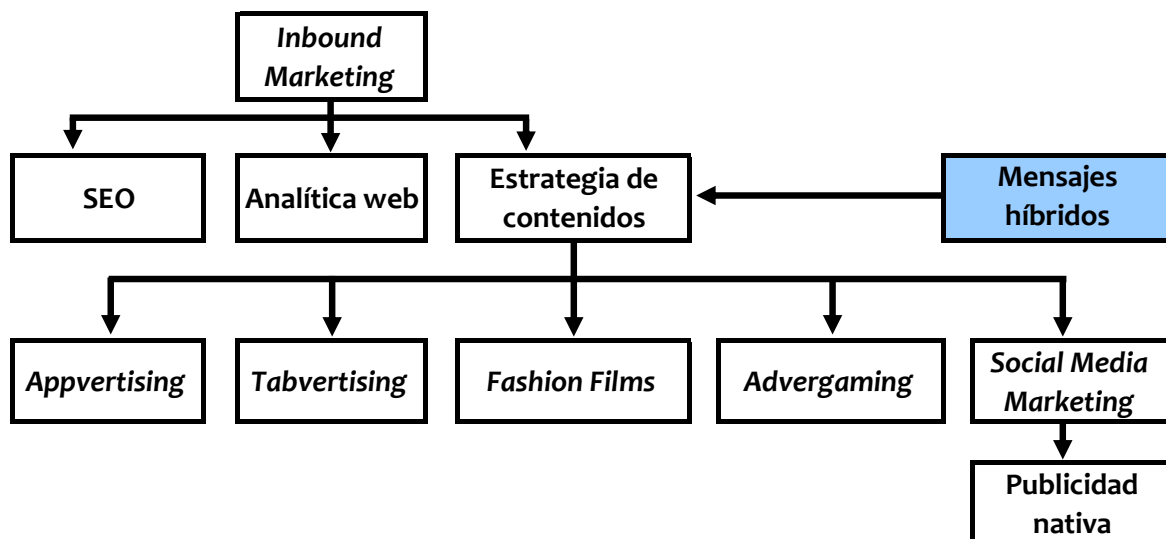 Inbound
Marketing
SEO
Analítica web
Estrategia de
contenidos
Mensajes
híbridos
Appvertising
Tabvertising
Fashion Films
Advergaming
Social Media
Marketing
Publicidad
nativa